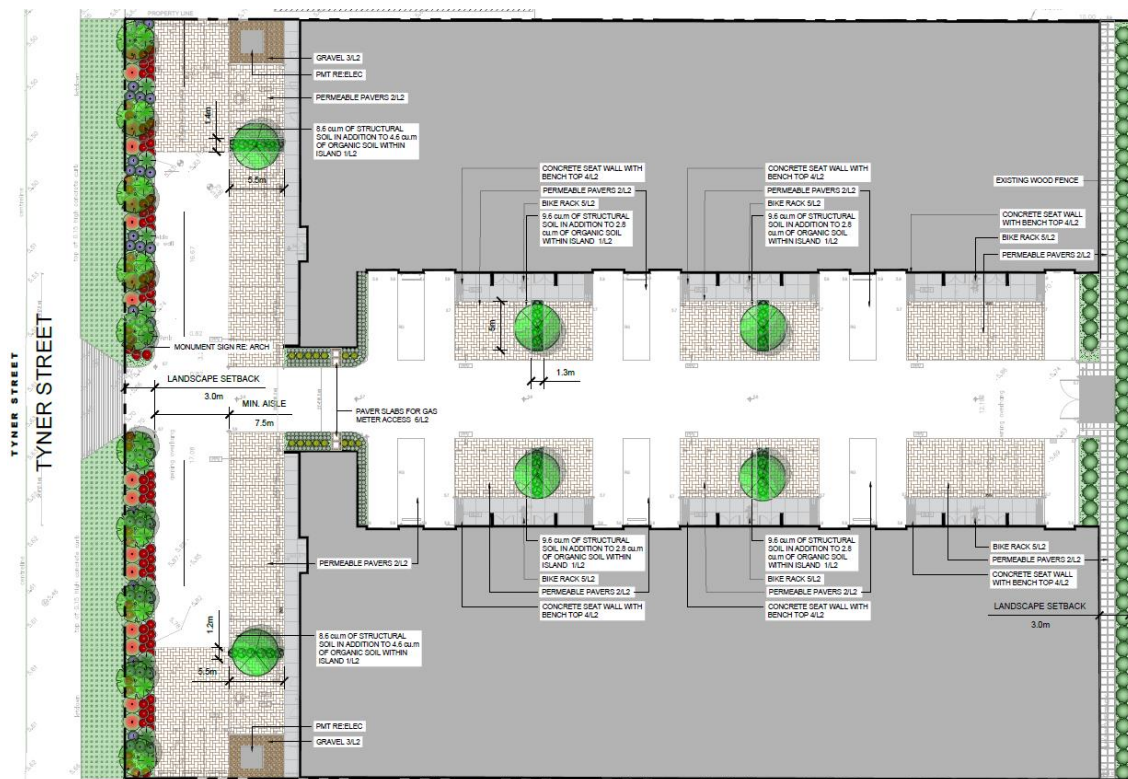 PROPERTY LINE
10.00
GRAVEL 3/L2
PMT RE:ELEC
PERMEABLE PAVERS 2/L2
1.4m
8.6 cu.m OF STRUCTURAL
SOIL IN ADDITION TO 4.6 cu.m
OF ORGANIC SOIL WITHIN
ISLAND 1/L2
5.5m
CONCRETE SEAT WALL WITH
BENCH TOP 4/L2
PERMEABLE PAVERS 2/L2
BIKE RACK 5/L2
9.6 cu.m OF STRUCTURAL
SOIL IN ADDITION TO 2.8
cu.m OF ORGANIC SOIL
WITHIN ISLAND 1/L2
CONCRETE SEAT WALL WITH
BENCH TOP 4/L2
PERMEABLE PAVERS 2/L2
BIKE RACK 5/L2
9.6 cu.m OF STRUCTURAL
SOIL IN ADDITION TO 2.8
cu.m OF ORGANIC SOIL
WITHIN ISLAND 1/L2
EXISTING WOOD FENCE
CONCRETE SEAT WALL
WITH BENCH TOP 4/L2
BIKE RACK 5/L2
PERMEABLE PAVERS 2/L2
5m
1.3m
TYNER STREET
TYNER STREET
MONUMENT SIGN RE: ARCH
LANDSCAPE SETBACK
3.0m
MIN. AISLE
7.5m
PAVER SLABS FOR GAS
METER ACCESS 6/L2
PERMEABLE PAVERS 2/L2
1.2m
8.6 cu.m OF STRUCTURAL
SOIL IN ADDITION TO 4.6 cu.m
OF ORGANIC SOIL WITHIN
ISLAND 1/L2
5.5m
PMT RE:ELEC
GRAVEL 3/L2
9.6 cu.m OF STRUCTURAL
SOIL IN ADDITION TO 2.8 cu.m
OF ORGANIC SOIL WITHIN
ISLAND 1/L2
BIKE RACK 5/L2
PERMEABLE PAVERS 2/L2
CONCRETE SEAT WALL WITH
BENCH TOP 4/L2
9.6 cu.m OF STRUCTURAL
SOIL IN ADDITION TO 2.8
cu.m OF ORGANIC SOIL
WITHIN ISLAND 1/L2
BIKE RACK 5/L2
PERMEABLE PAVERS 2/L2
CONCRETE SEAT WALL WITH
BENCH TOP 4/L2
BIKE RACK 5/L2
PERMEABLE PAVERS 2/L2
CONCRETE SEAT WALL
WITH BENCH TOP 4/L2
LANDSCAPE SETBACK
3.0m